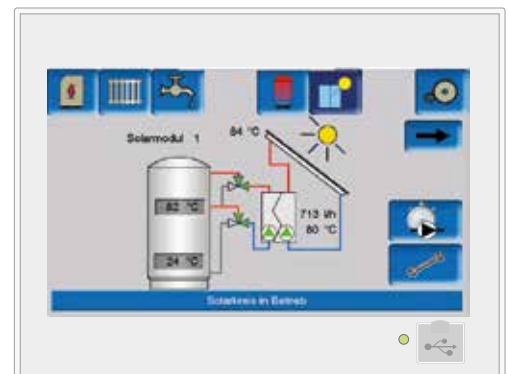 Solarmodul 1
84 °C
82 °C
713 l/h
80 °C
24 °C
Solarkreis in Betrieb